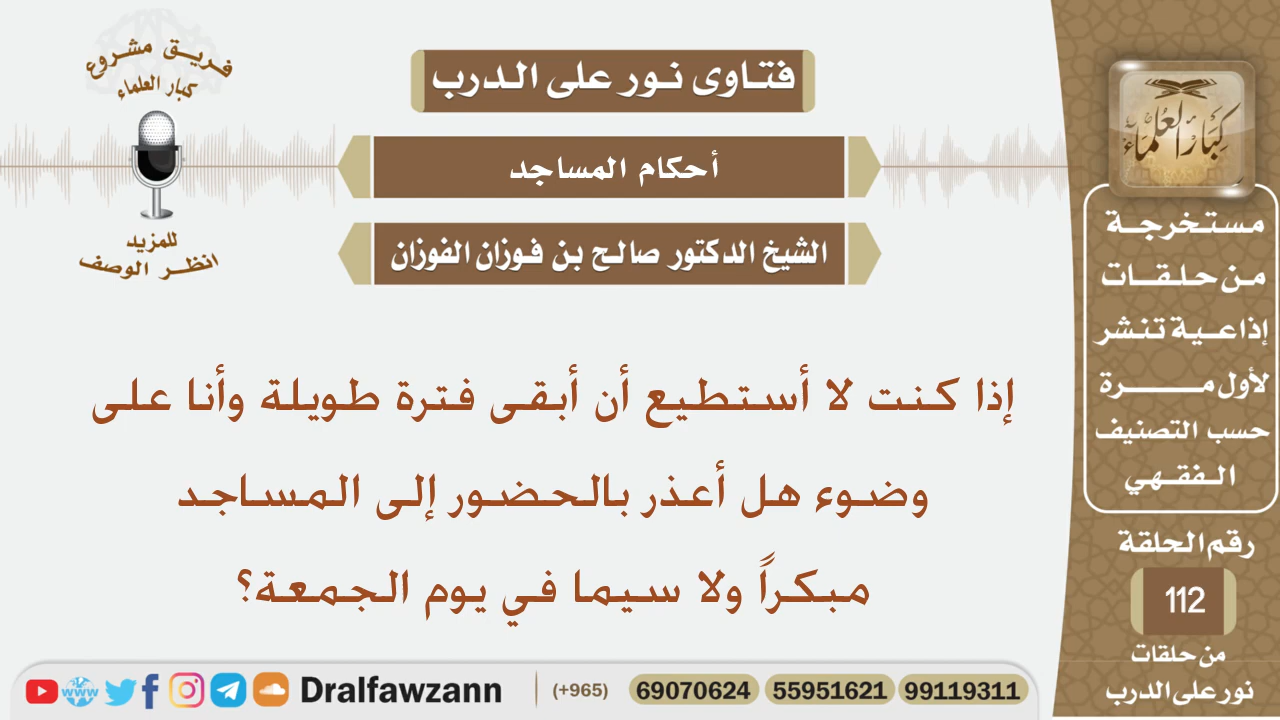 فريق مشروع
كبار العلماء
للمزيد
انظر الوصف
فتاوى نور على الدرب
أحكام المساجد
الشيخ الدكتور صالح بن فوزان الفوزان
إذا كنت لا أستطيع أن أبقى فترة طويلة وأنا على
وضوء هل أعذر بالحضور إلى المساجد
مبكراً ولا سيما في يوم الجمعة؟
كبار العلماء
مستخرجة
من حلقات
إذاعية تنشر
لأول مرة
حسب التصنيف
الفقهي
رقم الحلقة
112
من حلقات
نور على الدرب
www Dralfawzann (+965) 69070624 55951621 99119311